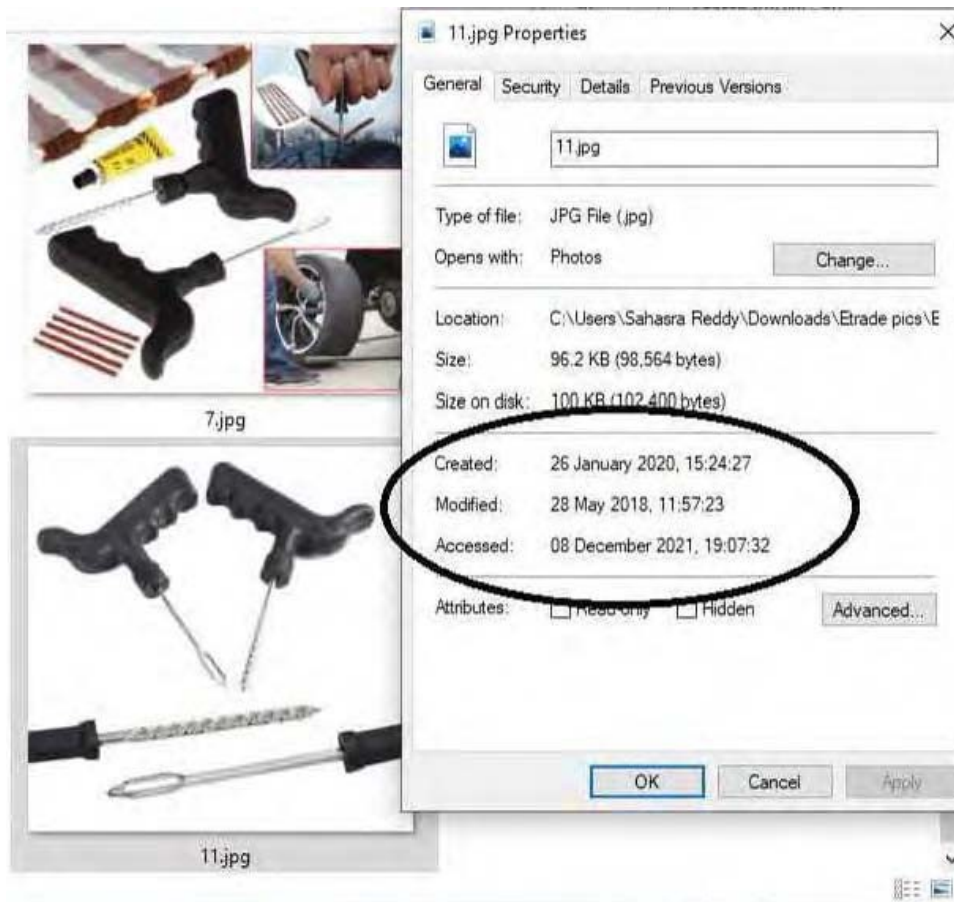 11.jpg Properties
General Security Details Previous Versions
11.jpg
Type of file: JPG File (.jpg)
Opens with: Photos Change...
Location: C:\Users\Sahasra Reddy\Downloads\Etrade pics\E
Size: 96.2 KB (98,564 bytes)
Size on disk: 100 KB (102,400 bytes)
7.jpg
Created: 26 January 2020, 15:24:27
Modified: 28 May 2018, 11:57:23
Accessed: 08 December 2021, 19:07:32
Attributes: Read-only Hidden Advanced...
OK Cancel Apply
11.jpg